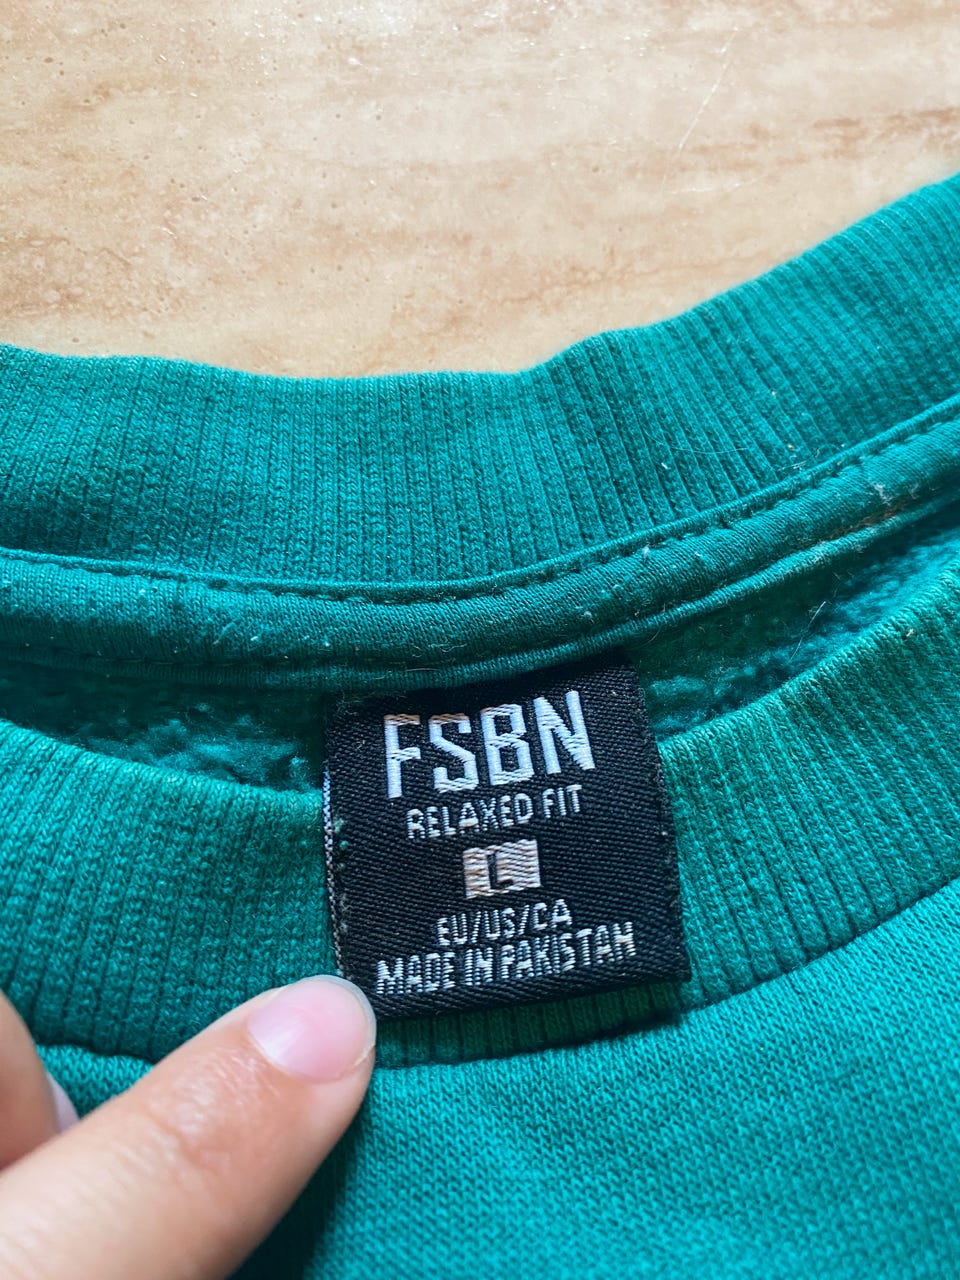 FSBN
RELAXED FIT
L
EU/US/CA
MADE IN PAKISTAN